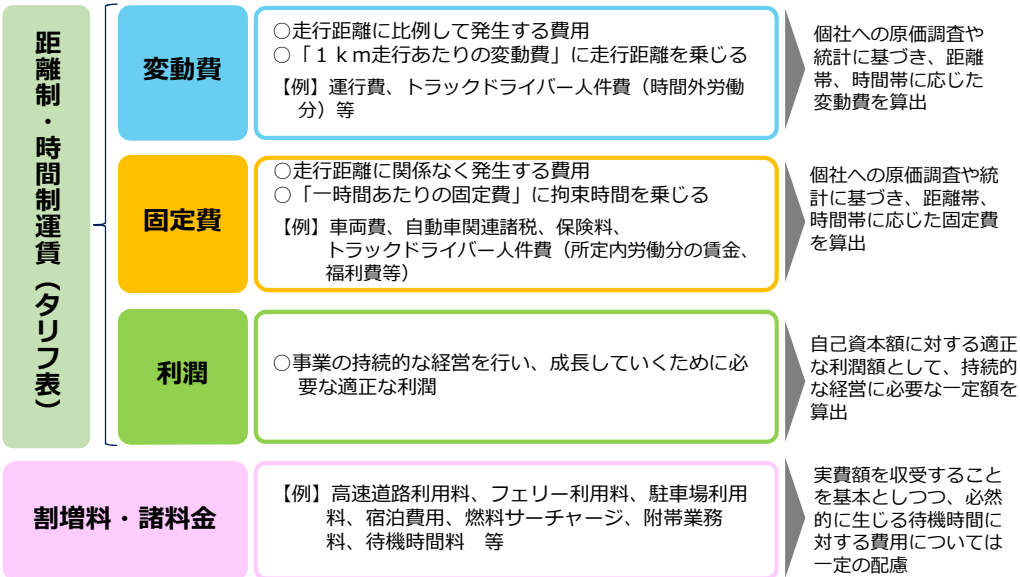 距離制・時間制運賃（タリフ表）
変動費
○走行距離に比例して発生する費用
○「１ｋｍ走行あたりの変動費」に走行距離を乗じる
【例】運行費、トラックドライバー人件費（時間外労働
分）等
個社への原価調査や
統計に基づき、距離
帯、時間帯に応じた
変動費を算出
固定費
○走行距離に関係なく発生する費用
○「一時間あたりの固定費」に拘束時間を乗じる
【例】車両費、自動車関連諸税、保険料、
トラックドライバー人件費（所定内労働分の賃金、
福利費等）
個社への原価調査や統
計に基づき、距離帯、
時間帯に応じた固定費
を算出
利潤
○事業の持続的な経営を行い、成長していくために必
要な適正な利潤
自己資本額に対する適正
な利潤額として、持続的
な経営に必要な一定額を
算出
割増料・諸料金
【例】高速道路利用料、フェリー利用料、駐車場利用
料、宿泊費用、燃料サーチャージ、附帯業務
料、待機時間料　等
実費額を収受すること
を基本としつつ、必然
的に生じる待機時間に
対する費用については
一定の配慮